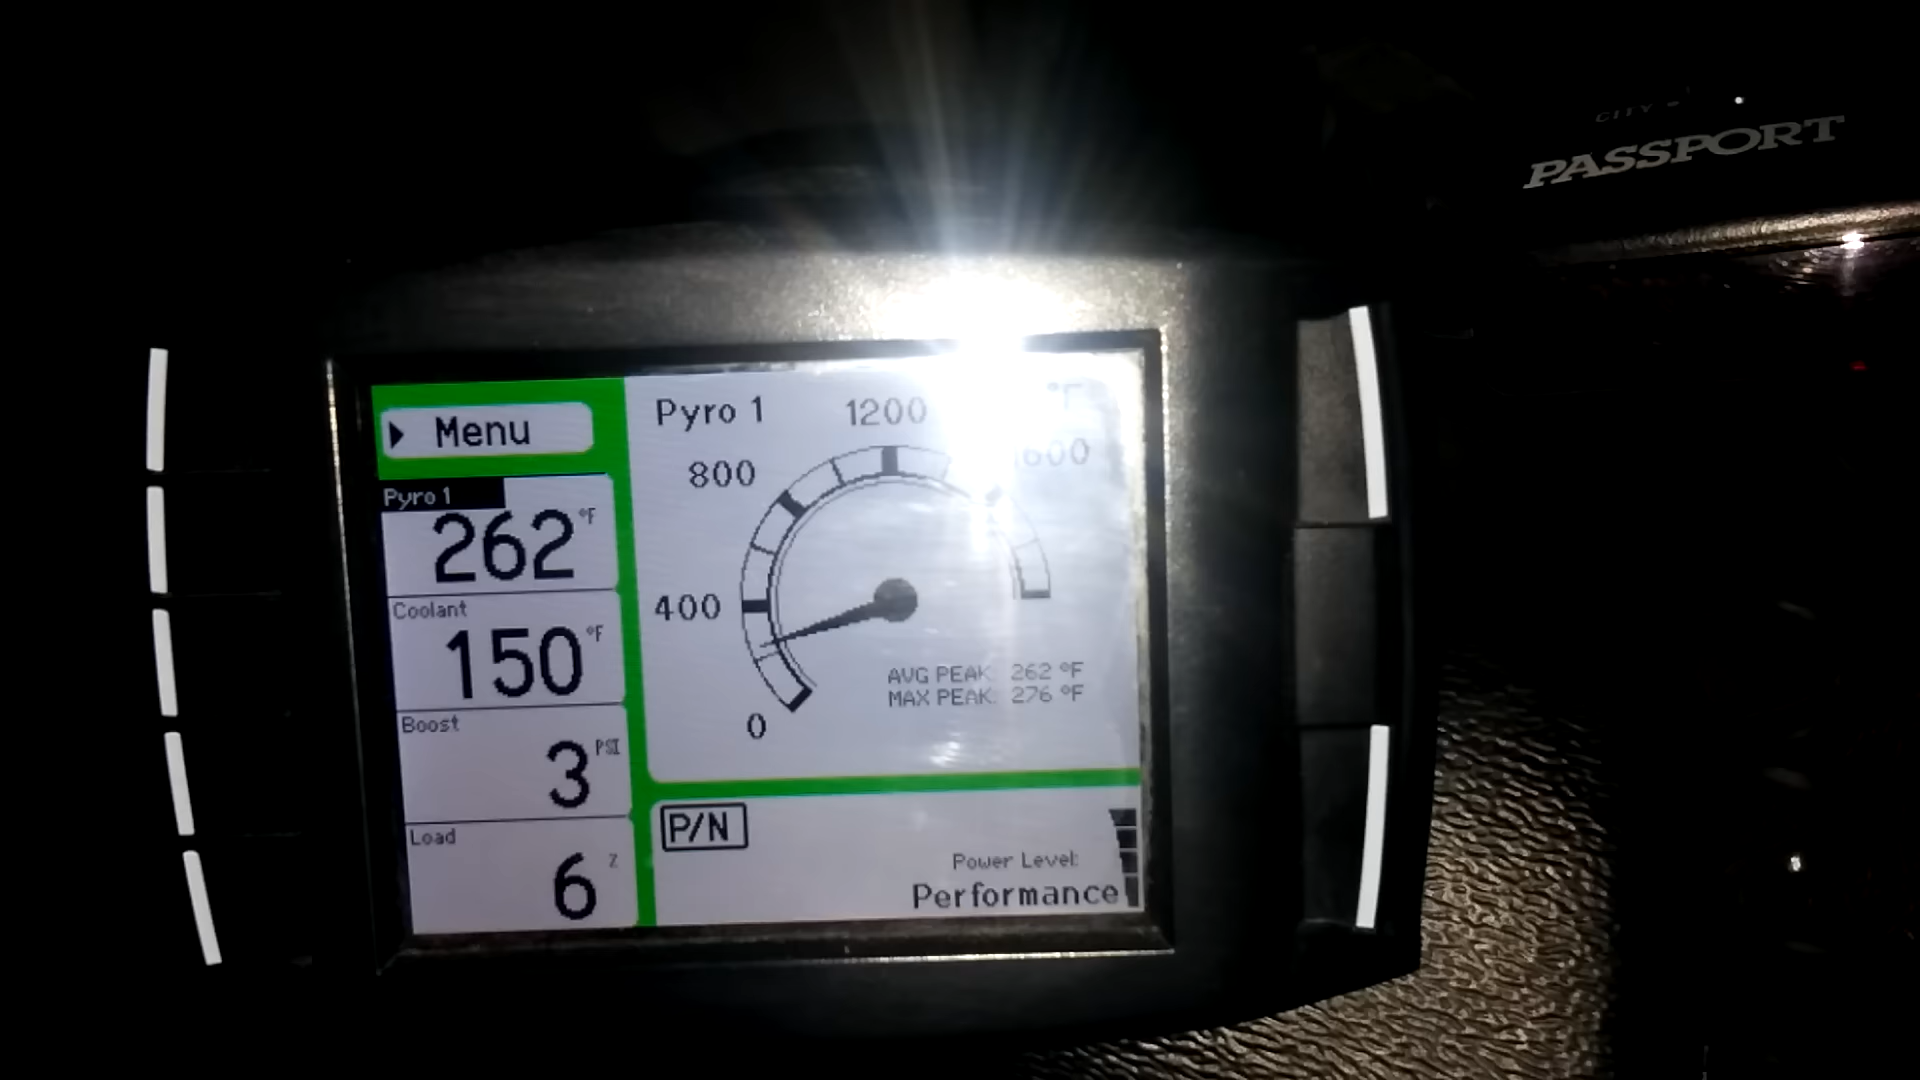 CITY
PASSPORT
Menu
Pyro 1
262 °F
Coolant
150 °F
Boost
3 PSI
Load
6 %
Pyro 1
°F
0
400
800
1200
1600
AVG PEAK: 262 °F
MAX PEAK: 276 °F
P/N
Power Level:
Performance